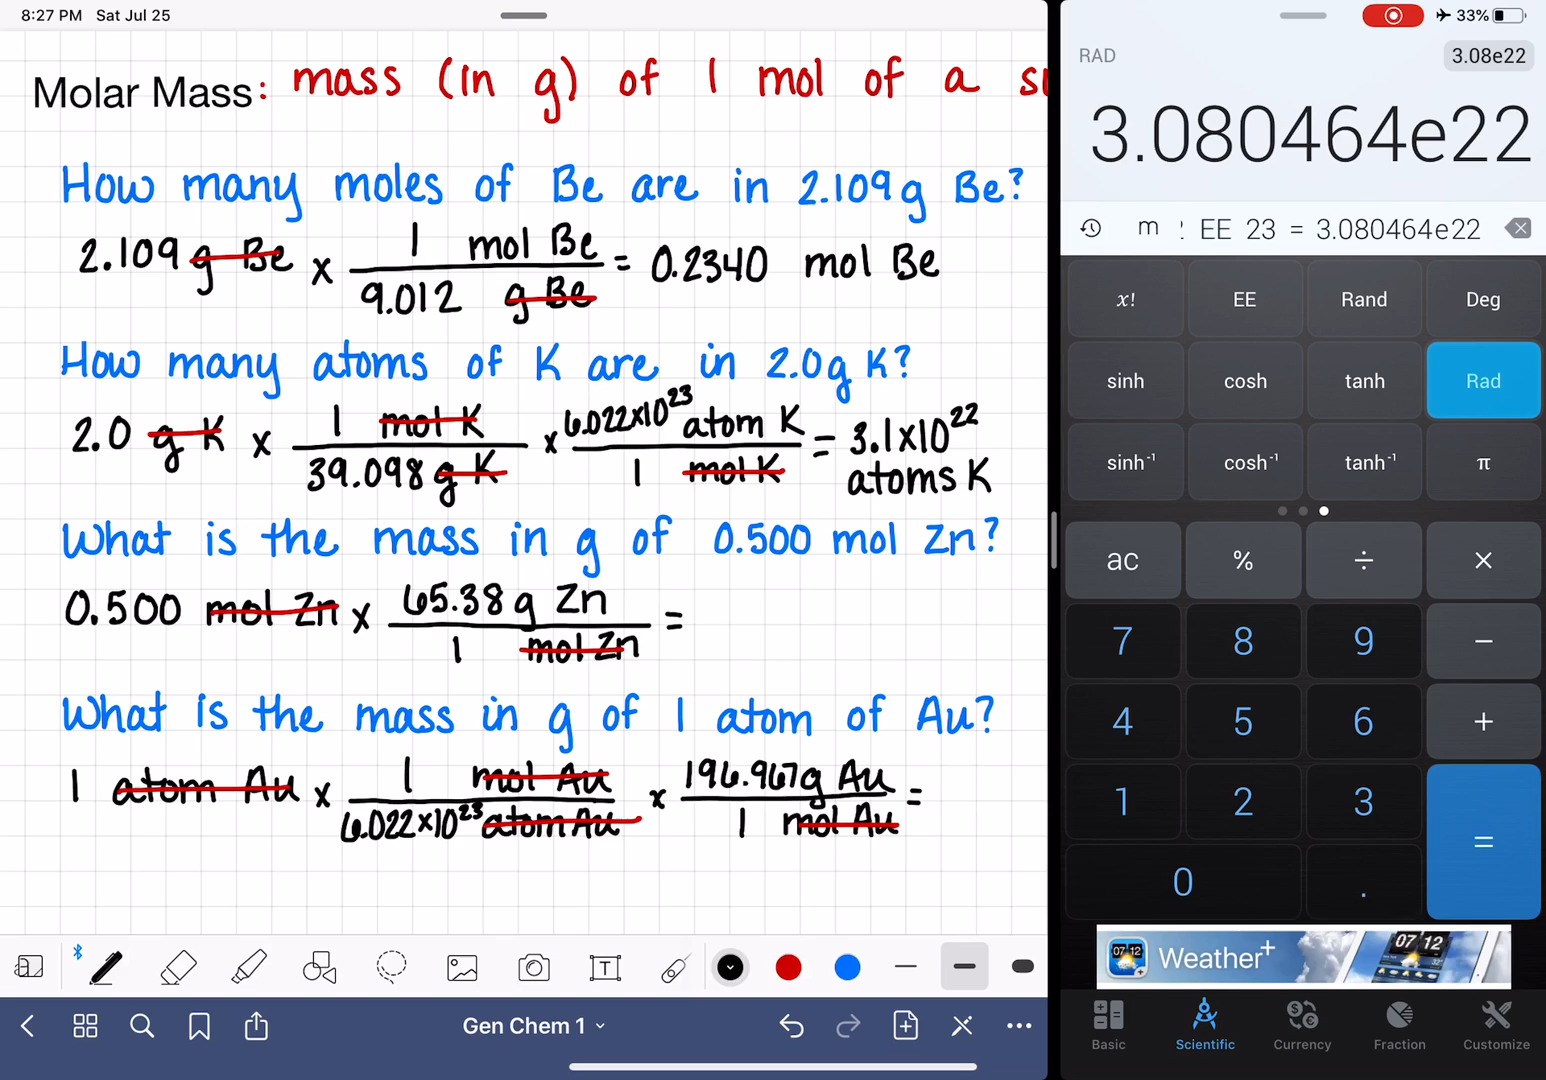 8:27 PM Sat Jul 25
33%
Molar Mass: mass (in g) of 1 mol of a su
How many moles of Be are in 2.109 g Be?
2.109 g Be x 1 mol Be / 9.012 g Be = 0.2340 mol Be
How many atoms of K are in 2.0 g K?
2.0 g K x 1 mol K / 39.098 g K x 6.022x10²³ atom K / 1 mol K = 3.1x10²² atoms K
What is the mass in g of 0.500 mol Zn?
0.500 mol Zn x 65.38 g Zn / 1 mol Zn =
What is the mass in g of 1 atom of Au?
1 atom Au x 1 mol Au / 6.022x10²³ atom Au x 196.967 g Au / 1 mol Au =
Gen Chem 1
RAD 3.08e22
3.080464e22
m EE 23 = 3.080464e22
x! EE Rand Deg
sinh cosh tanh Rad
sinh⁻¹ cosh⁻¹ tanh⁻¹ π
ac % ÷ ×
7 8 9 −
4 5 6 +
1 2 3 =
0 .
07 12 Weather+ 07 12
Basic Scientific Currency Fraction Customize